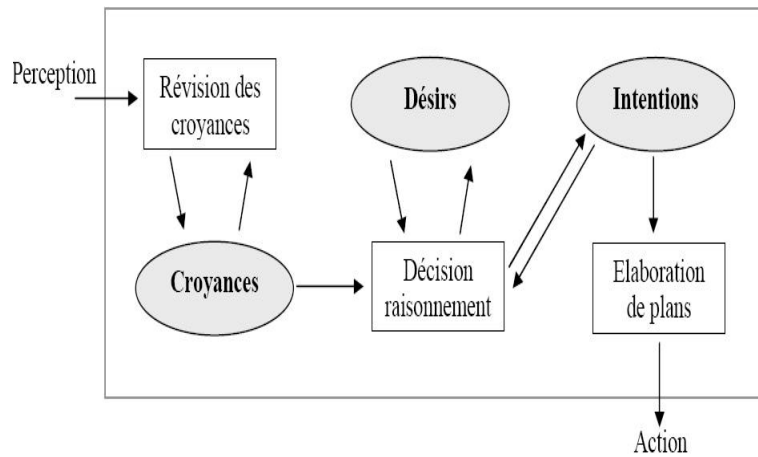 Perception
Révision des
croyances
Désirs
Intentions
Croyances
Décision
raisonnement
Elaboration
de plans
Action